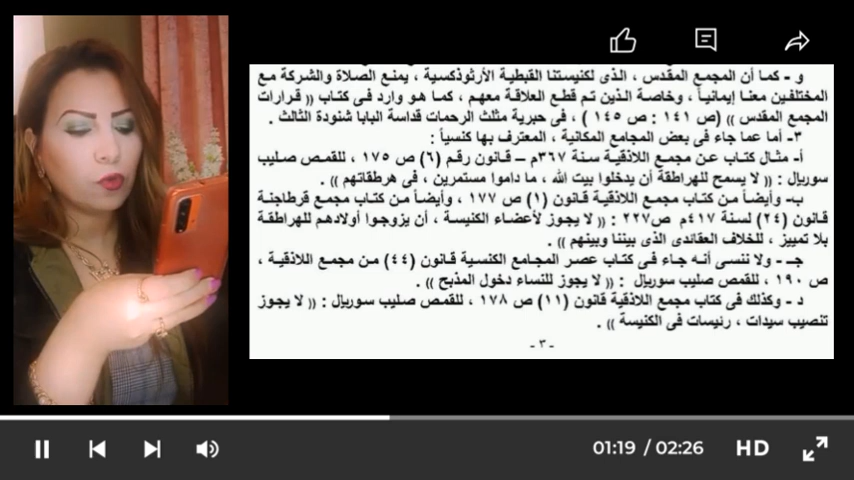 و - كما أن المجمع المقدس ، الذى لكنيستنا القبطية الأرثوذكسية ، يمنع الصلاة والشركة مع
المختلفين معنا إيمانياً ، وخاصة الذين تم قطع العلاقة معهم ، كما هو وارد فى كتاب (( قرارات
المجمع المقدس )) (ص ١٤١ : ص ١٤٥ ) ، فى حبرية مثلث الرحمات قداسة البابا شنودة الثالث .
٣- أما عما جاء فى بعض المجامع المكانية ، المعترف بها كنسياً :
أ- مثال كتاب عن مجمع اللاذقية سنة ٣٦٧م – قانون رقم (٦) ص ١٧٥ ، للقمص صليب
سوريال : (( لا يسمح للهراطقة أن يدخلوا بيت الله ، ما داموا مستمرين ، فى هرطقاتهم )) .
ب- وأيضاً من كتاب مجمع اللاذقية قانون (١) ص ١٧٧ ، وأيضاً من كتاب مجمع قرطاجنة
قانون (٢٤) لسنة ٤١٧م ص٢٢٧ : (( لا يجوز لأعضاء الكنيسة ، أن يزوجوا أولادهم للهراطقة
بلا تمييز ، للخلاف العقائدى الذى بيننا وبينهم )) .
جـ - ولا ننسى أنه جاء فى كتاب عصر المجامع الكنسية قانون (٤٤) من مجمع اللاذقية ،
ص ١٩٠ ، للقمص صليب سوريال : (( لا يجوز للنساء دخول المذبح )) .
د - وكذلك فى كتاب مجمع اللاذقية قانون (١١) ص ١٧٨ ، للقمص صليب سوريال : (( لا يجوز
تنصيب سيدات ، رئيسات فى الكنيسة )) .
- ٣ -
01:19 / 02:26 HD